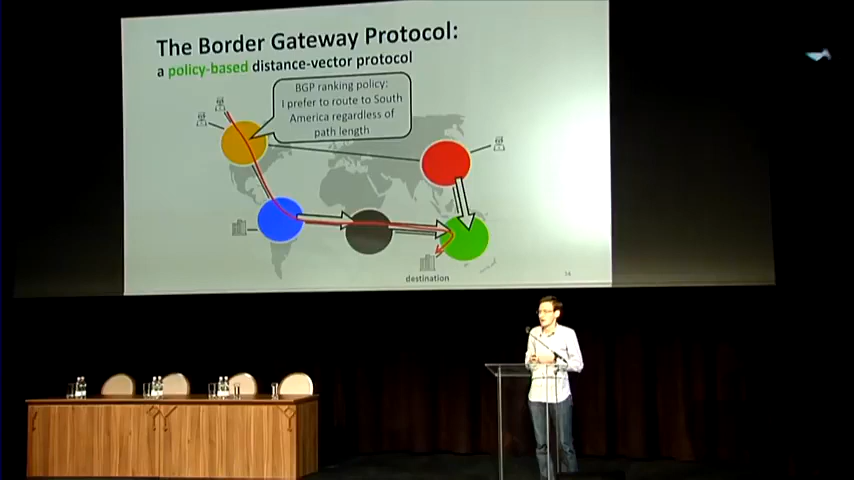 The Border Gateway Protocol:
a policy-based distance-vector protocol
BGP ranking policy:
I prefer to route to South
America regardless of
path length
destination